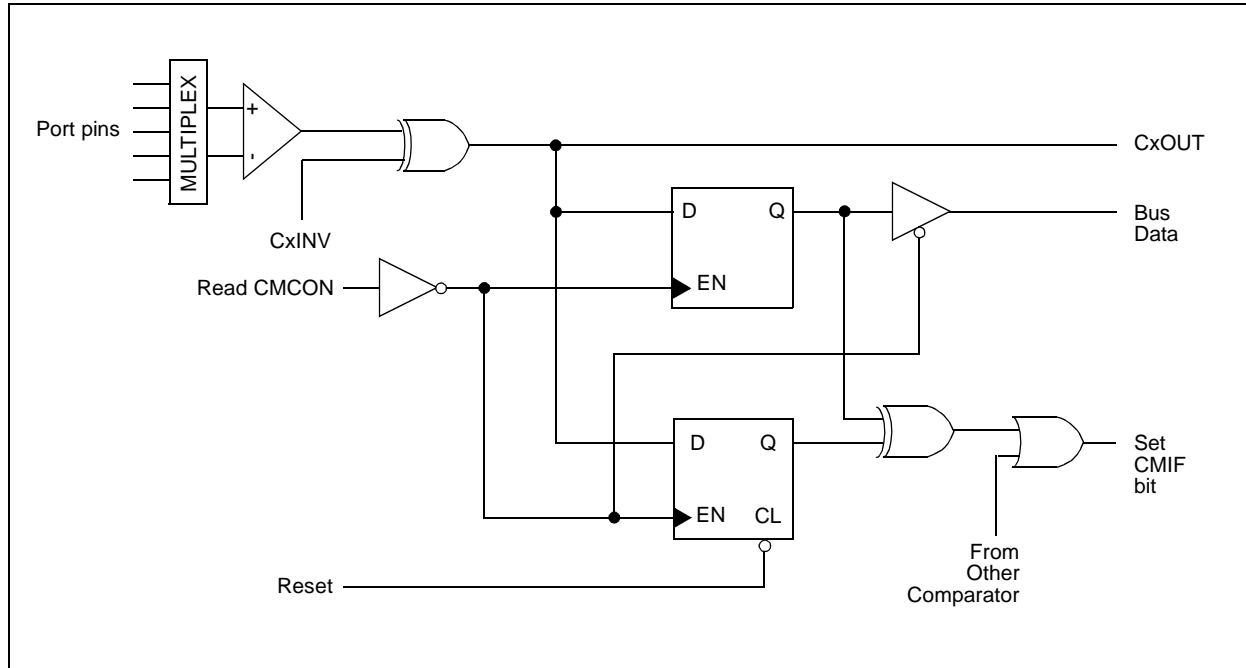 MULTIPLEX
+
-
Port pins
CxINV
CxOUT
D
Q
EN
Bus
Data
Read CMCON
D
Q
EN
CL
Set
CMIF
bit
From
Other
Comparator
Reset